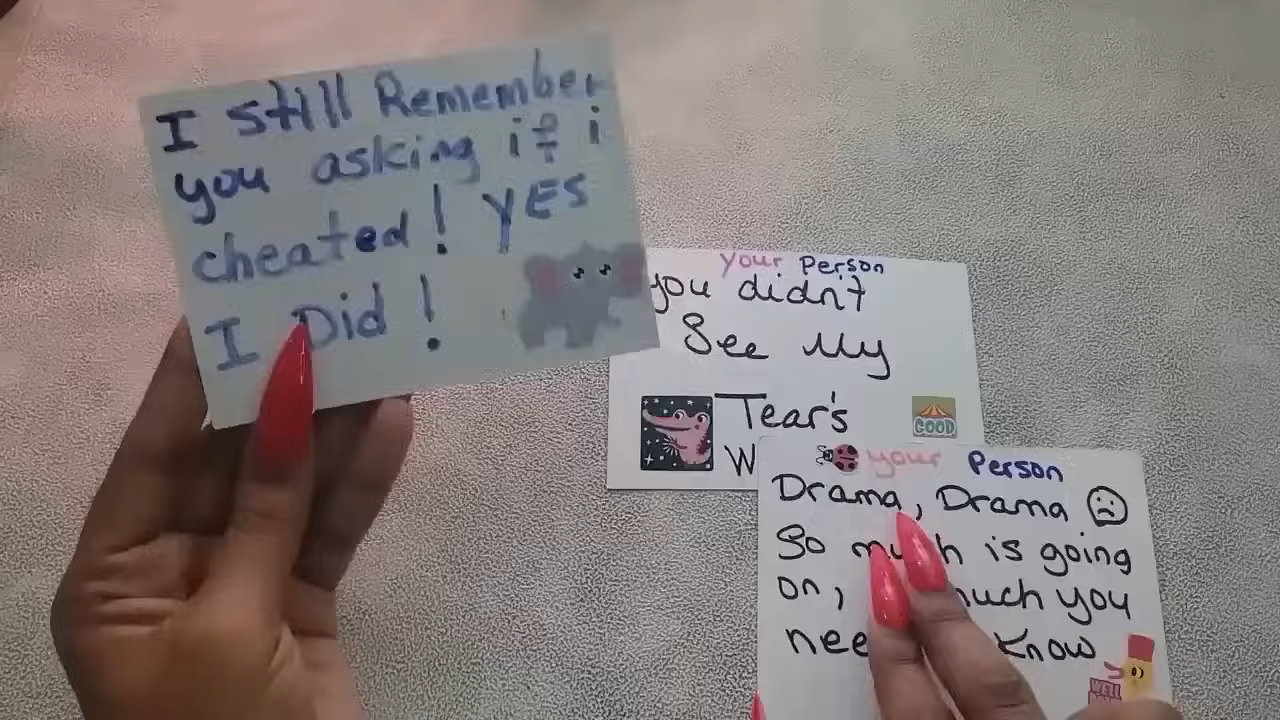 I still Remember
you asking if i
cheated! YES
I Did!
your Person
you didn't
See My
Tear's
GOOD
your Person
Drama, Drama
So much is going
on, much you
know